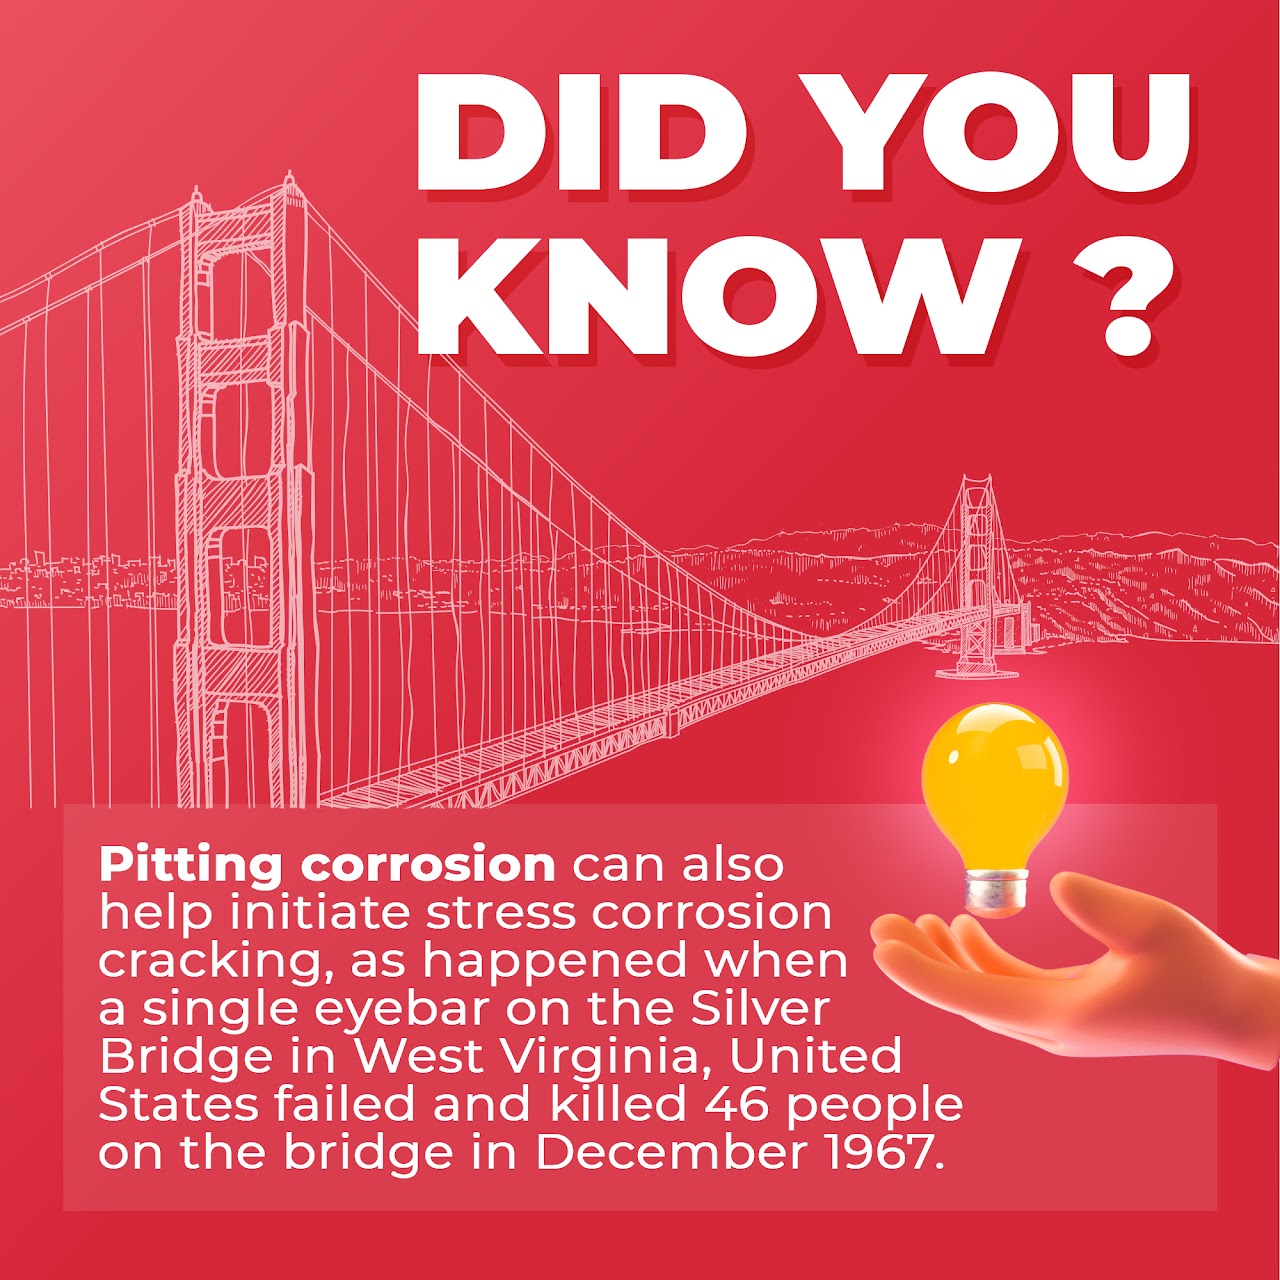 DID YOU
KNOW ?
Pitting corrosion can also
help initiate stress corrosion
cracking, as happened when
a single eyebar on the Silver
Bridge in West Virginia, United
States failed and killed 46 people
on the bridge in December 1967.